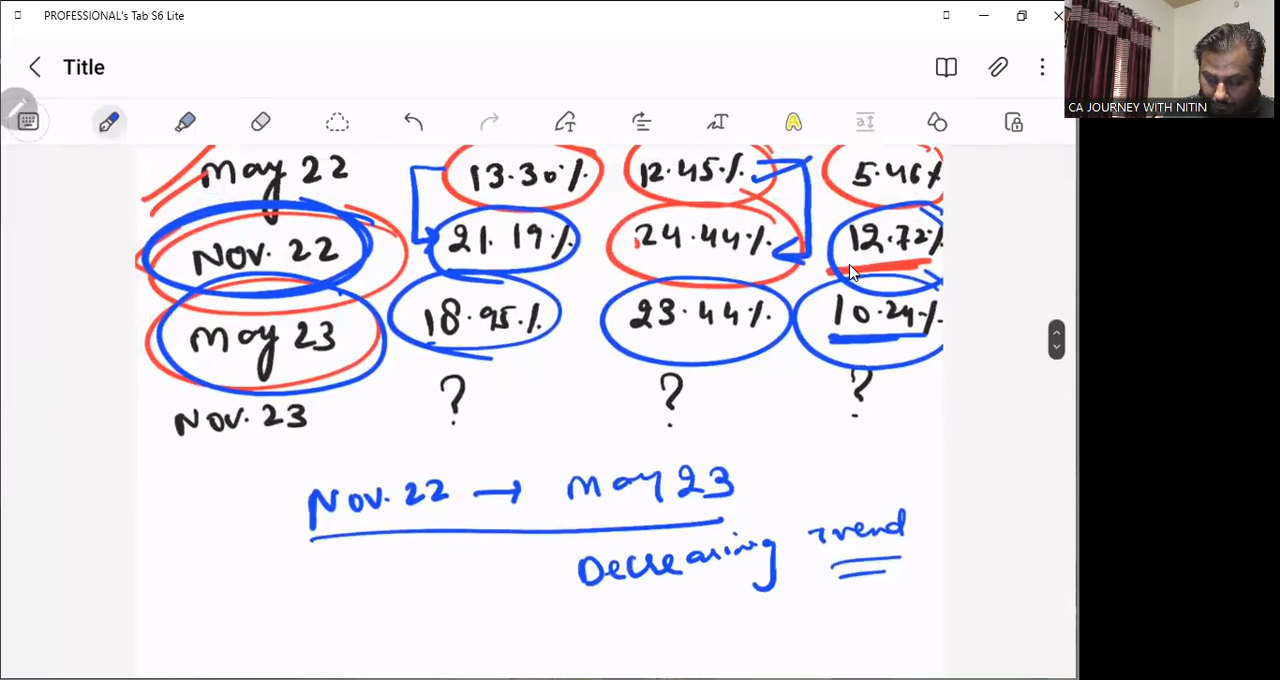 PROFESSIONAL's Tab S6 Lite
Title
CA JOURNEY WITH NITIN
May 22 13.30% 12.45% 5.46%
Nov. 22 21.19% 24.44% 12.72%
May 23 18.95% 23.44% 10.24%
Nov. 23 ? ? ?
Nov. 22 → May 23
Decreasing Trend